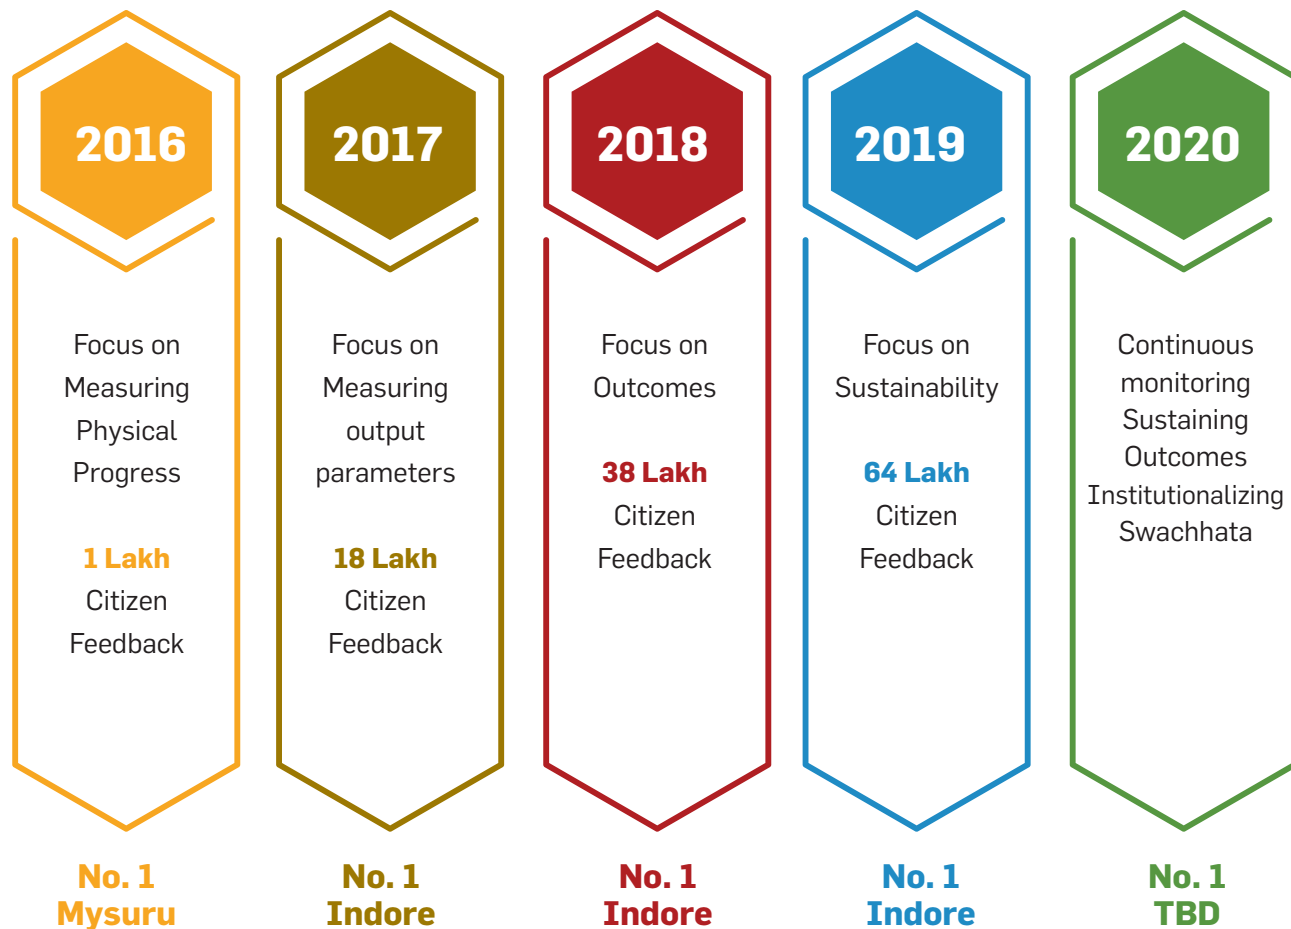 2016
Focus on
Measuring
Physical
Progress
1 Lakh
Citizen
Feedback
No. 1
Mysuru
2017
Focus on
Measuring
output
parameters
18 Lakh
Citizen
Feedback
No. 1
Indore
2018
Focus on
Outcomes
38 Lakh
Citizen
Feedback
No. 1
Indore
2019
Focus on
Sustainability
64 Lakh
Citizen
Feedback
No. 1
Indore
2020
Continuous
monitoring
Sustaining
Outcomes
Institutionalizing
Swachhata
No. 1
TBD